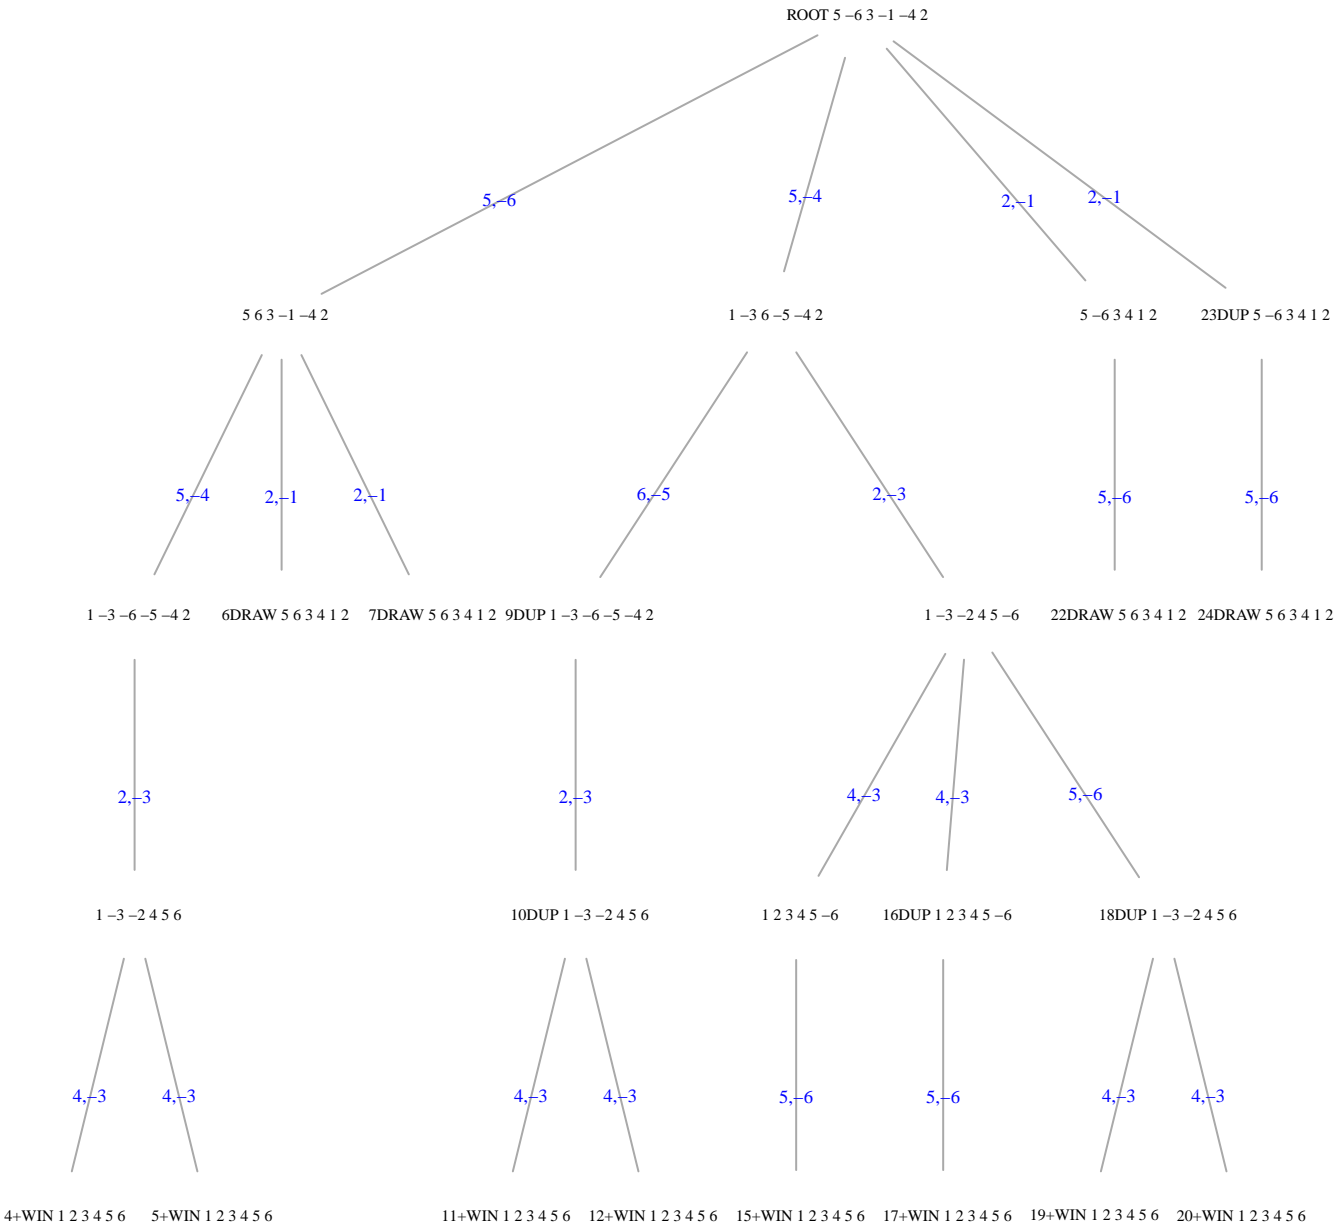 ROOT 5 −6 3 −1 −4 2
5,−6
5,−4
2,−1
2,−1
5 6 3 −1 −4 2
1 −3 6 −5 −4 2
5 −6 3 4 1 2
23DUP 5 −6 3 4 1 2
5,−4
2,−1
2,−1
6,−5
2,−3
5,−6
5,−6
1 −3 −6 −5 −4 2
6DRAW 5 6 3 4 1 2
7DRAW 5 6 3 4 1 2
9DUP 1 −3 −6 −5 −4 2
1 −3 −2 4 5 −6
22DRAW 5 6 3 4 1 2
24DRAW 5 6 3 4 1 2
2,−3
2,−3
4,−3
4,−3
5,−6
1 −3 −2 4 5 6
10DUP 1 −3 −2 4 5 6
1 2 3 4 5 −6
16DUP 1 2 3 4 5 −6
18DUP 1 −3 −2 4 5 6
4,−3
4,−3
4,−3
4,−3
5,−6
5,−6
4,−3
4,−3
4+WIN 1 2 3 4 5 6
5+WIN 1 2 3 4 5 6
11+WIN 1 2 3 4 5 6
12+WIN 1 2 3 4 5 6
15+WIN 1 2 3 4 5 6
17+WIN 1 2 3 4 5 6
19+WIN 1 2 3 4 5 6
20+WIN 1 2 3 4 5 6